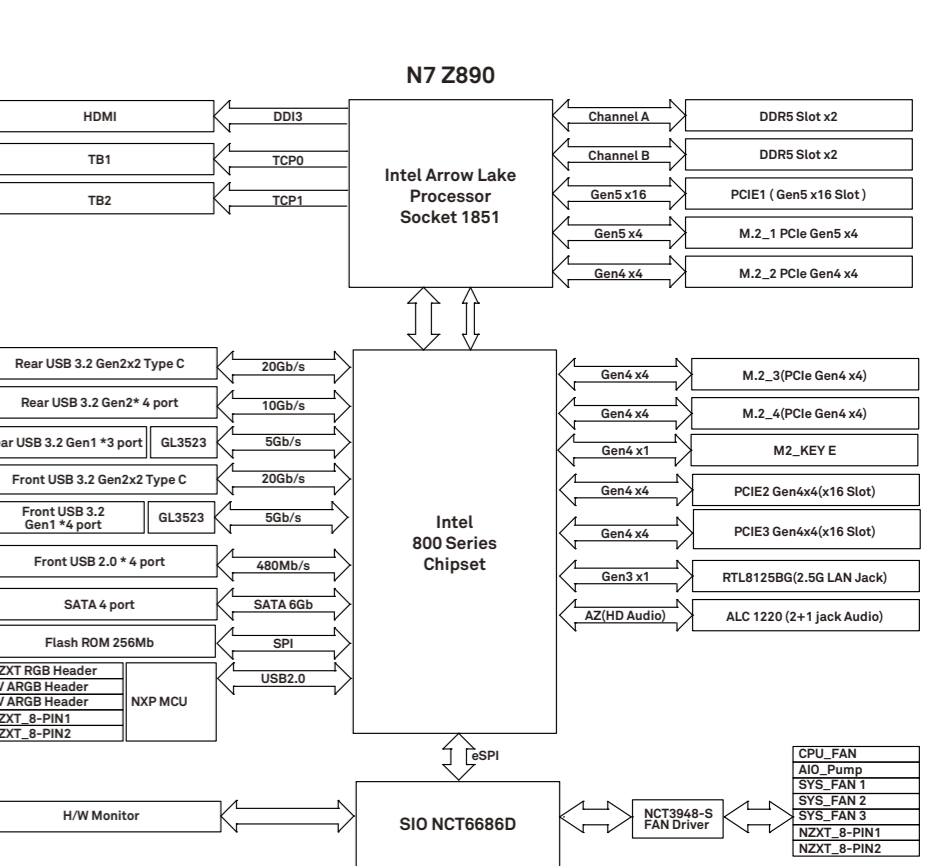 N7 Z890
HDMI
DDI3
TB1
TCP0
TB2
TCP1
Intel Arrow Lake
Processor
Socket 1851
Channel A
DDR5 Slot x2
Channel B
DDR5 Slot x2
Gen5 x16
PCIE1 ( Gen5 x16 Slot )
Gen5 x4
M.2_1 PCIe Gen5 x4
Gen4 x4
M.2_2 PCIe Gen4 x4
Rear USB 3.2 Gen2x2 Type C
20Gb/s
Rear USB 3.2 Gen2* 4 port
10Gb/s
ar USB 3.2 Gen1 *3 port
GL3523
5Gb/s
Front USB 3.2 Gen2x2 Type C
20Gb/s
Front USB 3.2
Gen1 *4 port
GL3523
5Gb/s
Front USB 2.0 * 4 port
480Mb/s
SATA 4 port
SATA 6Gb
Flash ROM 256Mb
SPI
ZXT RGB Header
V ARGB Header
V ARGB Header
ZXT_8-PIN1
ZXT_8-PIN2
NXP MCU
USB2.0
Intel
800 Series
Chipset
Gen4 x4
M.2_3(PCIe Gen4 x4)
Gen4 x4
M.2_4(PCIe Gen4 x4)
Gen4 x1
M2_KEY E
Gen4 x4
PCIE2 Gen4x4(x16 Slot)
Gen4 x4
PCIE3 Gen4x4(x16 Slot)
Gen3 x1
RTL8125BG(2.5G LAN Jack)
AZ(HD Audio)
ALC 1220 (2+1 jack Audio)
eSPI
H/W Monitor
SIO NCT6686D
NCT3948-S
FAN Driver
CPU_FAN
AIO_Pump
SYS_FAN 1
SYS_FAN 2
SYS_FAN 3
NZXT_8-PIN1
NZXT_8-PIN2